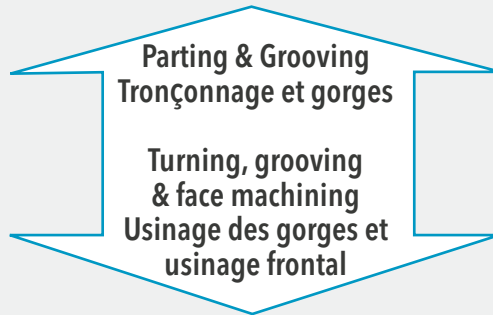 Parting & Grooving
Tronçonnage et gorges
Turning, grooving
& face machining
Usinage des gorges et
usinage frontal